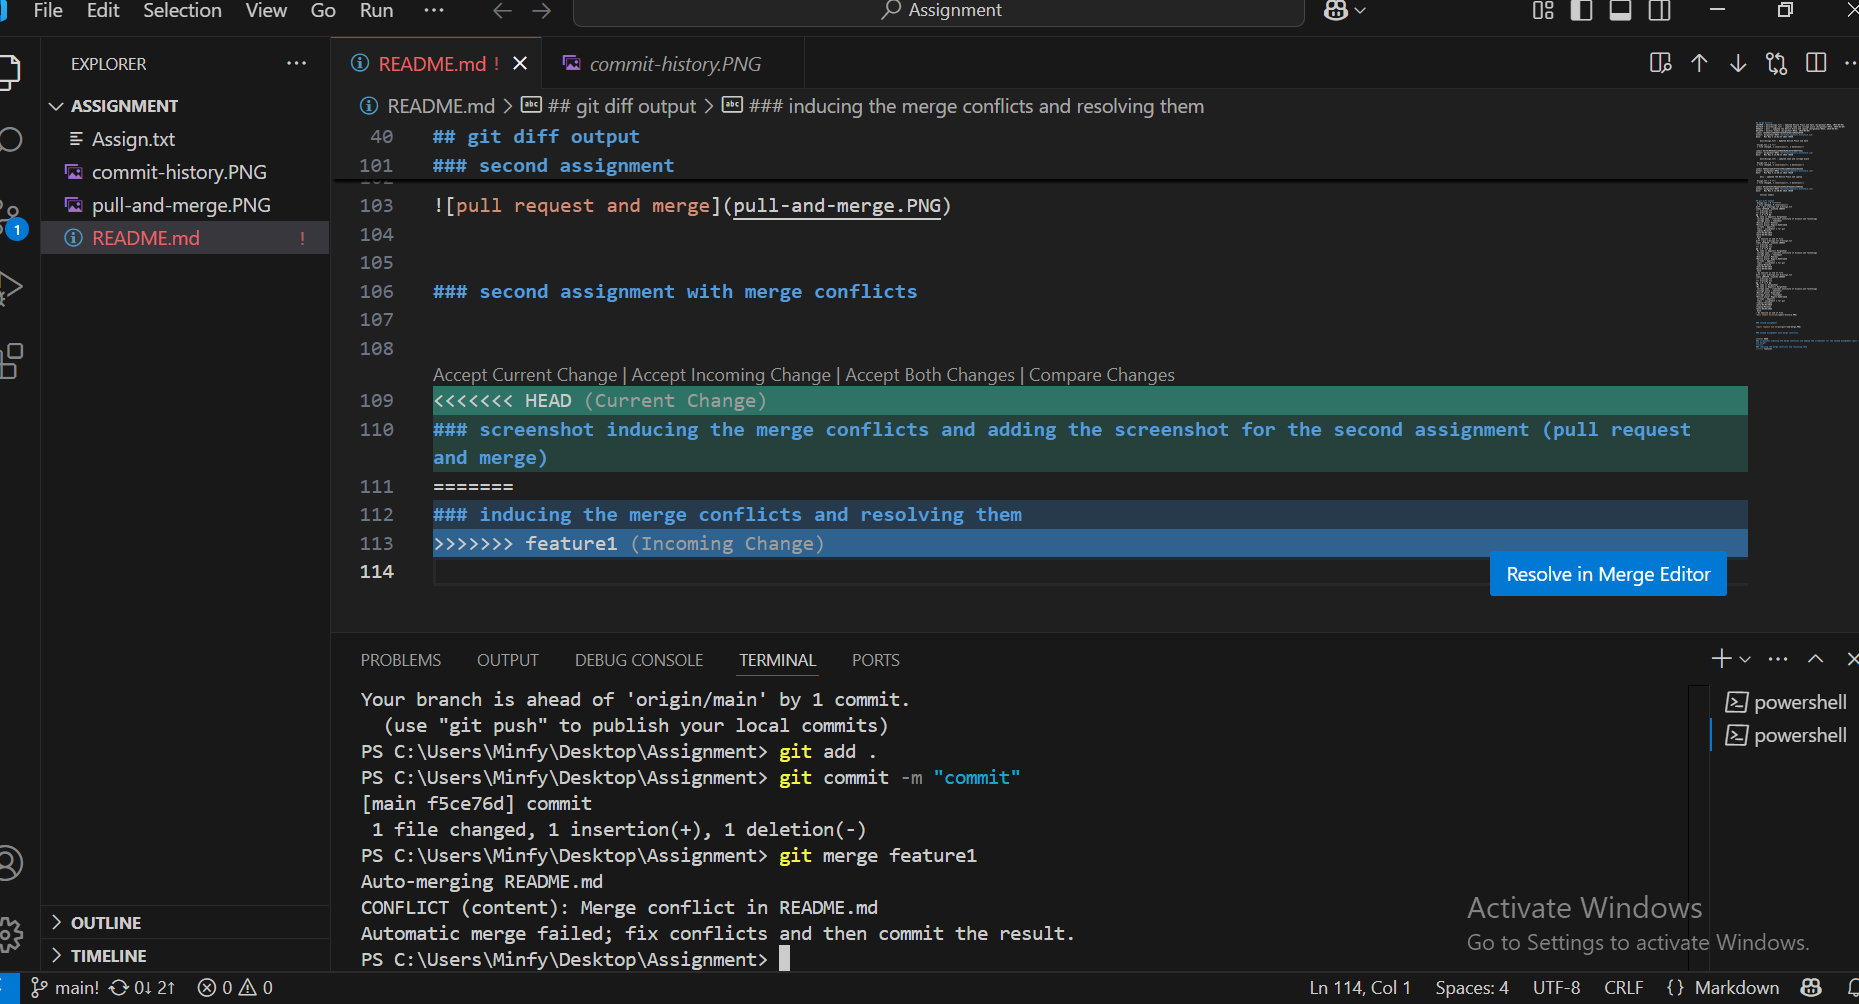 File Edit Selection View Go Run ···
Assignment
EXPLORER ···
ASSIGNMENT
Assign.txt
commit-history.PNG
pull-and-merge.PNG
README.md !
1
OUTLINE
TIMELINE
README.md ! commit-history.PNG
README.md > ## git diff output > ### inducing the merge conflicts and resolving them
40 ## git diff output
101 ### second assignment
103 ![pull request and merge](pull-and-merge.PNG)
104
105
106 ### second assignment with merge conflicts
107
108
Accept Current Change | Accept Incoming Change | Accept Both Changes | Compare Changes
109 <<<<<<< HEAD (Current Change)
110 ### screenshot inducing the merge conflicts and adding the screenshot for the second assignment (pull request
and merge)
111 =======
112 ### inducing the merge conflicts and resolving them
113 >>>>>>> feature1 (Incoming Change)
114
Resolve in Merge Editor
PROBLEMS OUTPUT DEBUG CONSOLE TERMINAL PORTS
Your branch is ahead of 'origin/main' by 1 commit.
(use "git push" to publish your local commits)
PS C:\Users\Minfy\Desktop\Assignment> git add .
PS C:\Users\Minfy\Desktop\Assignment> git commit -m "commit"
[main f5ce76d] commit
1 file changed, 1 insertion(+), 1 deletion(-)
PS C:\Users\Minfy\Desktop\Assignment> git merge feature1
Auto-merging README.md
CONFLICT (content): Merge conflict in README.md
Automatic merge failed; fix conflicts and then commit the result.
PS C:\Users\Minfy\Desktop\Assignment>
powershell
powershell
Activate Windows
Go to Settings to activate Windows.
main! 0↓ 2↑ 0 0 Ln 114, Col 1 Spaces: 4 UTF-8 CRLF {} Markdown